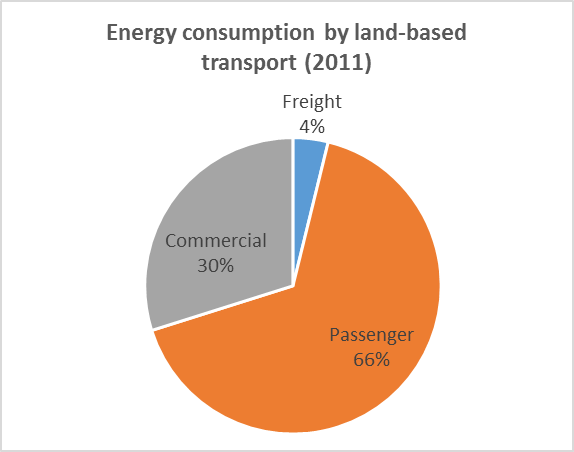 Energy consumption by land-based
transport (2011)
Freight
4%
Commercial
30%
Passenger
66%